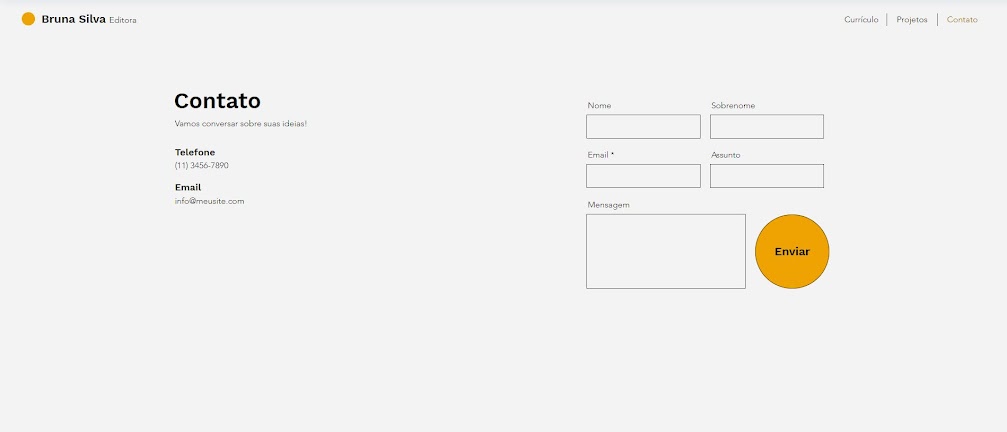 Bruna Silva Editora
Currículo | Projetos | Contato
Contato
Vamos conversar sobre suas ideias!
Telefone
(11) 3456-7890
Email
info@meusite.com
Nome
Sobrenome
Email *
Assunto
Mensagem
Enviar